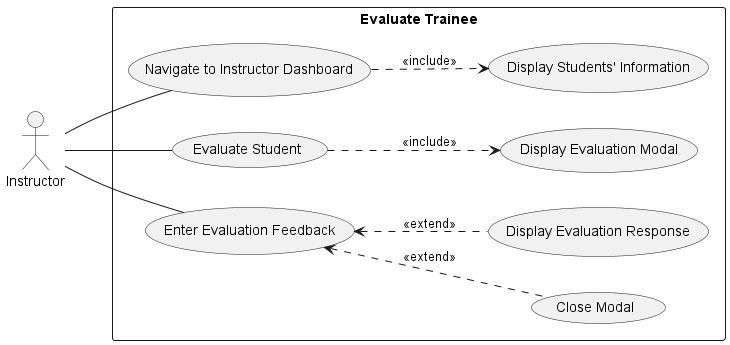 Evaluate Trainee
Navigate to Instructor Dashboard
«include»
Display Students' Information
Instructor
Evaluate Student
«include»
Display Evaluation Modal
Enter Evaluation Feedback
«extend»
Display Evaluation Response
«extend»
Close Modal